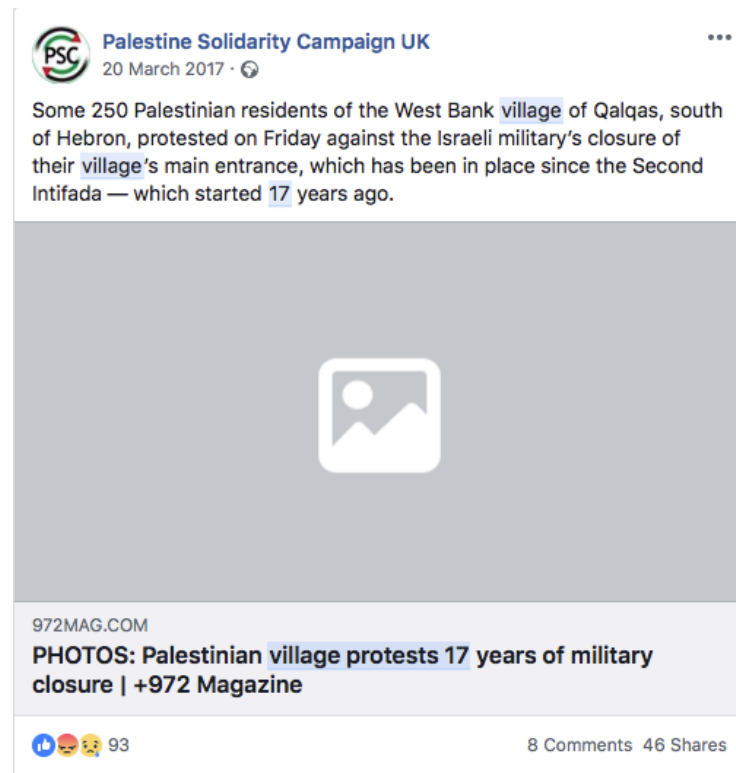 PSC
Palestine Solidarity Campaign UK
20 March 2017 ·
Some 250 Palestinian residents of the West Bank village of Qalqas, south
of Hebron, protested on Friday against the Israeli military's closure of
their village's main entrance, which has been in place since the Second
Intifada — which started 17 years ago.
972MAG.COM
PHOTOS: Palestinian village protests 17 years of military
closure | +972 Magazine
93
8 Comments 46 Shares